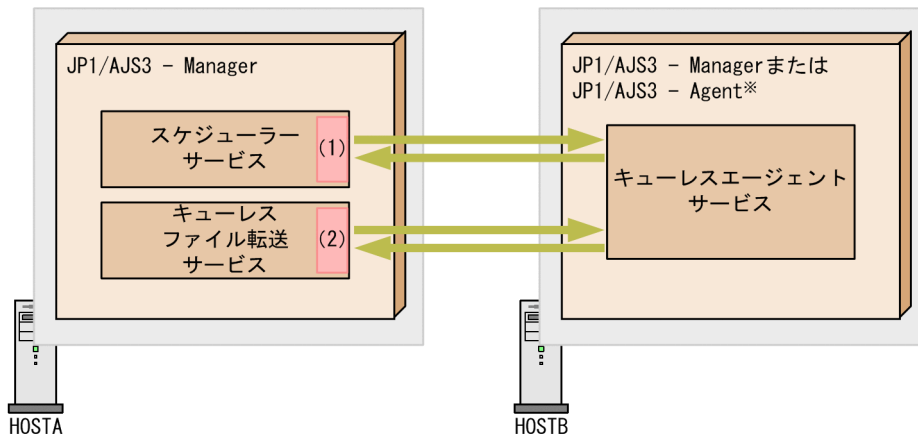 JP1/AJS3 - Manager
スケジューラー
サービス
(1)
キューレス
ファイル転送
サービス
(2)
HOSTA
JP1/AJS3 - Managerまたは
JP1/AJS3 - Agent※
キューレスエージェント
サービス
HOSTB